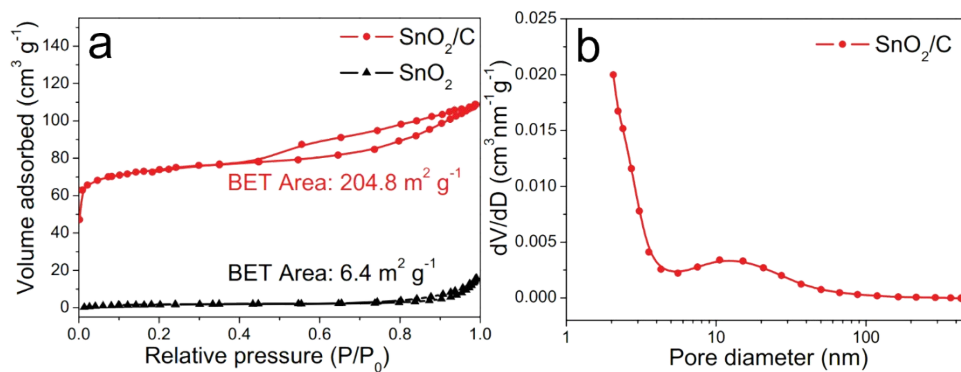 a
SnO₂/C
SnO₂
BET Area: 204.8 m² g⁻¹
BET Area: 6.4 m² g⁻¹
Volume adsorbed (cm³ g⁻¹)
140
120
100
80
60
40
20
0
0.0 0.2 0.4 0.6 0.8 1.0
Relative pressure (P/P₀)
b
SnO₂/C
dV/dD (cm³nm⁻¹g⁻¹)
0.025
0.020
0.015
0.010
0.005
0.000
1 10 100
Pore diameter (nm)